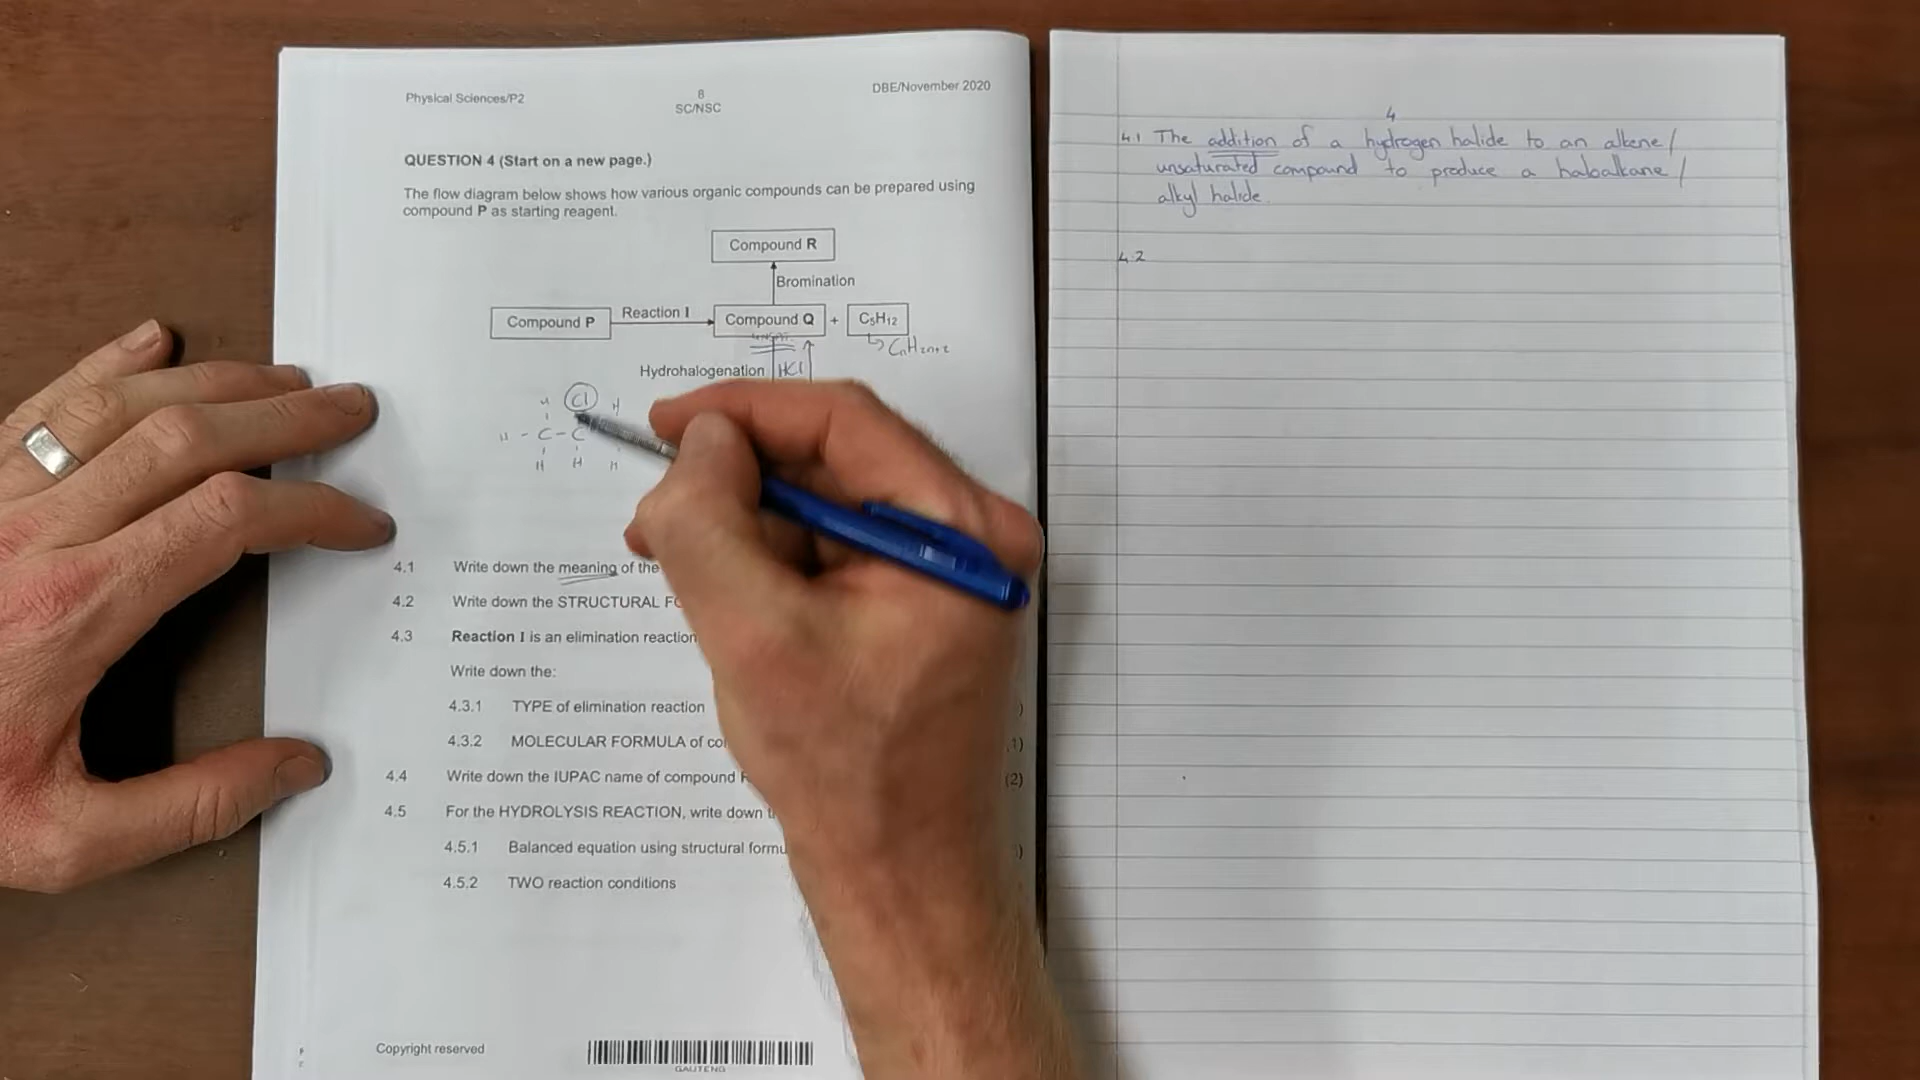 Physical Sciences/P2
8
SC/NSC
DBE/November 2020
QUESTION 4 (Start on a new page.)
The flow diagram below shows how various organic compounds can be prepared using
compound P as starting reagent.
Compound R
Bromination
Compound P
Reaction I
Compound Q
+
C₅H₁₂
CnH2n+2
Hydrohalogenation
HCl
H Cl H
H - C - C
H H H
4.1 Write down the meaning of the
4.2 Write down the STRUCTURAL
4.3 Reaction I is an elimination reaction
Write down the:
4.3.1 TYPE of elimination reaction
4.3.2 MOLECULAR FORMULA of
4.4 Write down the IUPAC name of compound
(2)
4.5 For the HYDROLYSIS REACTION, write down
4.5.1 Balanced equation using structural
4.5.2 TWO reaction conditions
Copyright reserved
GAUTENG
4
4.1 The addition of a hydrogen halide to an alkene/
unsaturated compound to produce a haloalkane/
alkyl halide.
4.2